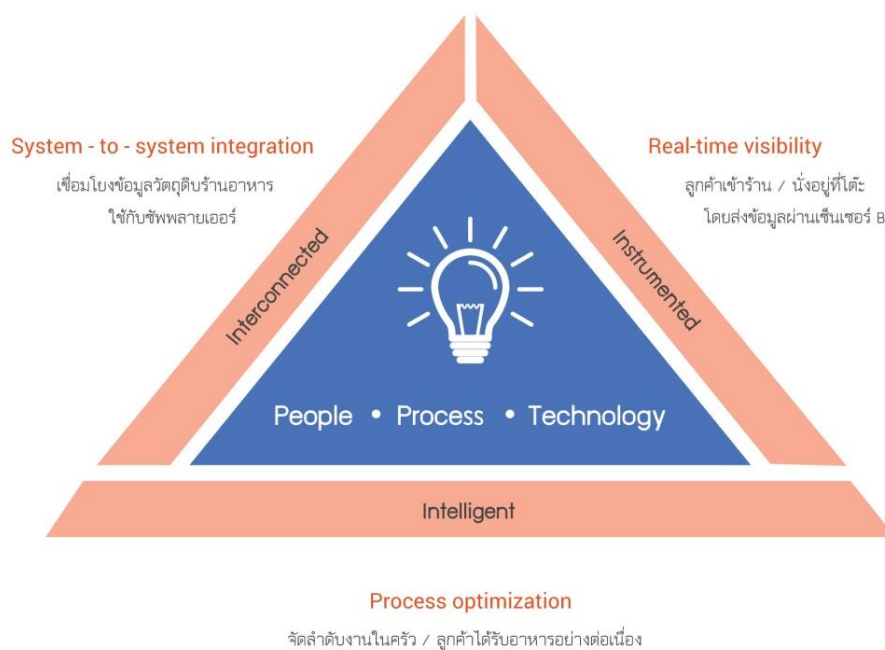 System - to - system integration
เชื่อมโยงข้อมูลวัตถุดิบร้านอาหาร
ใช้กับซัพพลายเออร์
Real-time visibility
ลูกค้าเข้าร้าน / นั่งอยู่ที่โต๊ะ
โดยส่งข้อมูลผ่านเซ็นเซอร์ B
Interconnected
Instrumented
People • Process • Technology
Intelligent
Process optimization
จัดลำดับงานในครัว / ลูกค้าได้รับอาหารอย่างต่อเนื่อง